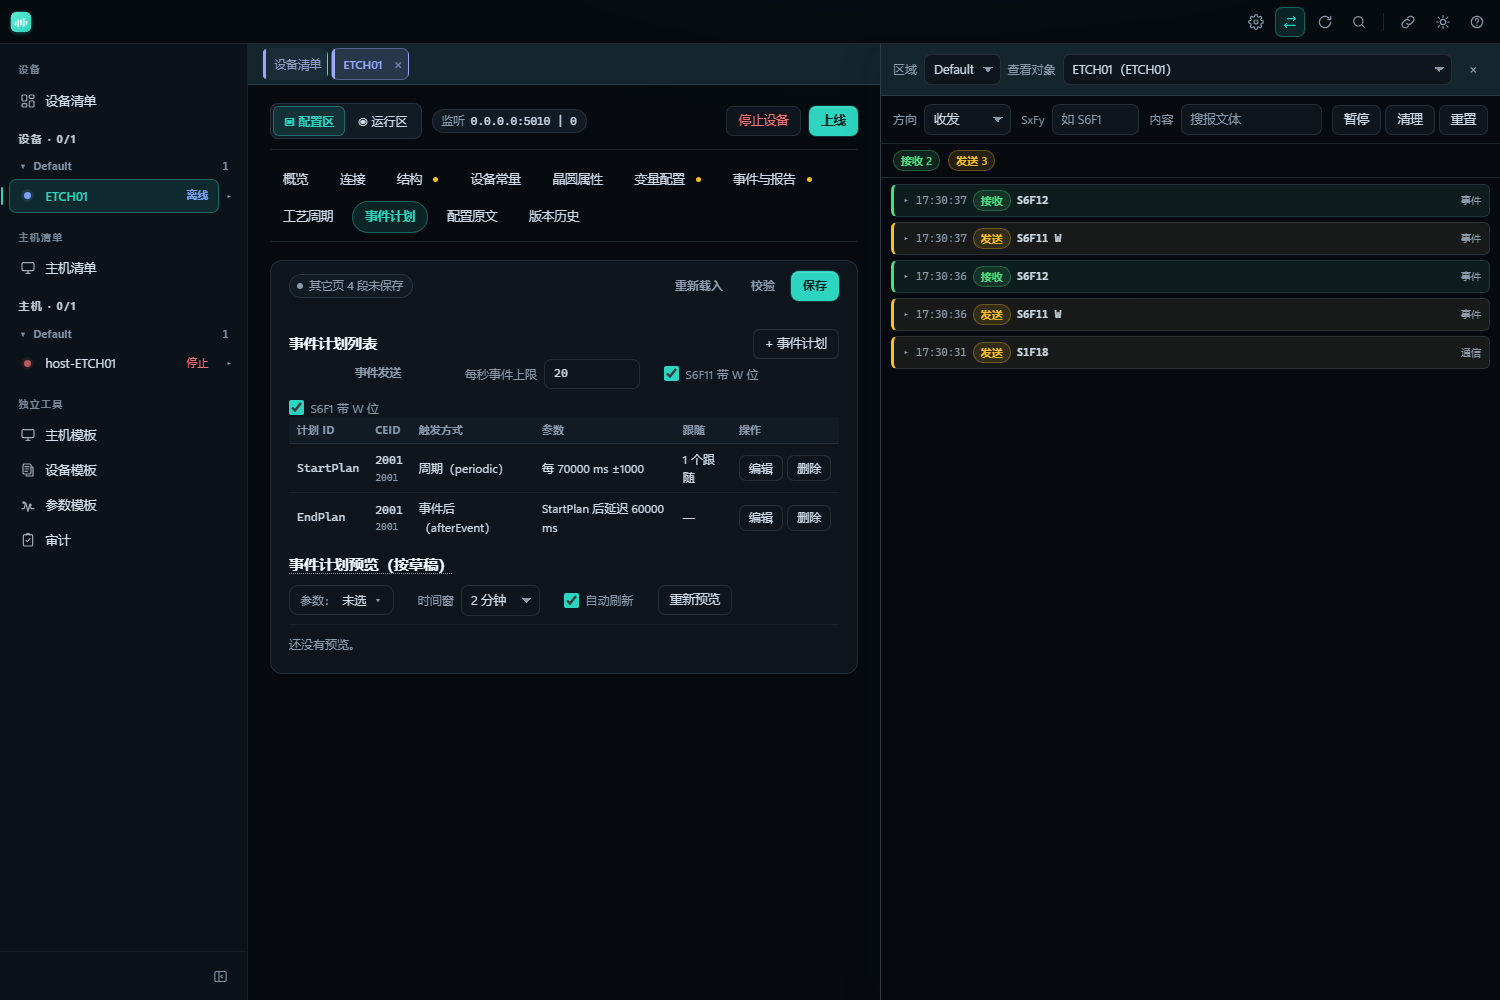 设备
设备清单
设备 · 0/1
Default 1
ETCH01 离线
主机清单
主机清单
主机 · 0/1
Default 1
host-ETCH01 停止
独立工具
主机模板
设备模板
参数模板
审计
设备清单 ETCH01 ×
配置区 运行区 监听 0.0.0.0:5010 | 0 停止设备 上线
概览 连接 结构 设备常量 晶圆属性 变量配置 事件与报告
工艺周期 事件计划 配置原文 版本历史
其它页 4 段未保存 重新载入 校验 保存
事件计划列表 + 事件计划
事件发送 每秒事件上限 20 S6F11 带 W 位
S6F1 带 W 位
计划 ID CEID 触发方式 参数 跟随 操作
StartPlan 2001 2001 周期（periodic） 每 70000 ms ±1000 1 个跟随 编辑 删除
EndPlan 2001 2001 事件后（afterEvent） StartPlan 后延迟 60000 ms — 编辑 删除
事件计划预览（按草稿）
参数： 未选 时间窗 2 分钟 自动刷新 重新预览
还没有预览。
区域 Default 查看对象 ETCH01（ETCH01） ×
方向 收发 SxFy 如 S6F1 内容 搜报文体 暂停 清理 重置
接收 2 发送 3
17:30:37 接收 S6F12 事件
17:30:37 发送 S6F11 W 事件
17:30:36 接收 S6F12 事件
17:30:36 发送 S6F11 W 事件
17:30:31 发送 S1F18 通信